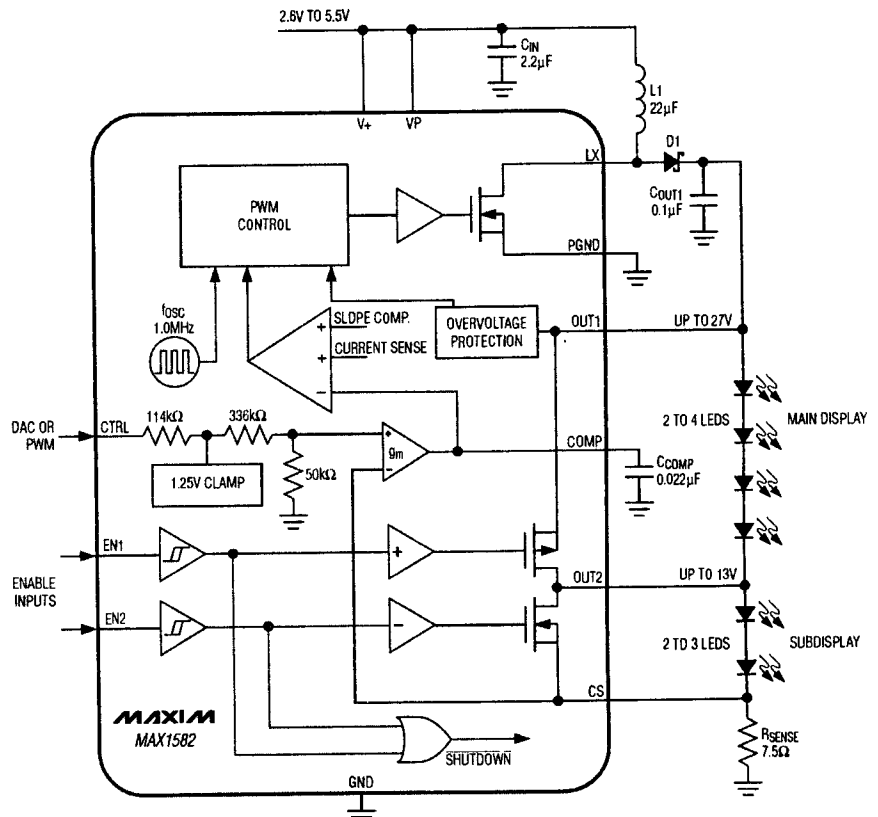 2.6V TO 5.5V
CIN
2.2µF
L1
22µF
V+
VP
LX
D1
COUT1
0.1µF
PWM
CONTROL
PGND
fOSC
1.0MHz
+
SLOPE COMP.
+
CURRENT SENSE
−
OVERVOLTAGE
PROTECTION
OUT1
UP TO 27V
DAC OR
PWM
CTRL
114kΩ
336kΩ
+
gm
−
COMP
2 TO 4 LEDS
MAIN DISPLAY
1.25V CLAMP
50kΩ
CCOMP
0.022µF
EN1
+
ENABLE
INPUTS
OUT2
UP TO 13V
EN2
−
2 TO 3 LEDS
SUBDISPLAY
CS
MAXIM
MAX1582
SHUTDOWN
RSENSE
7.5Ω
GND